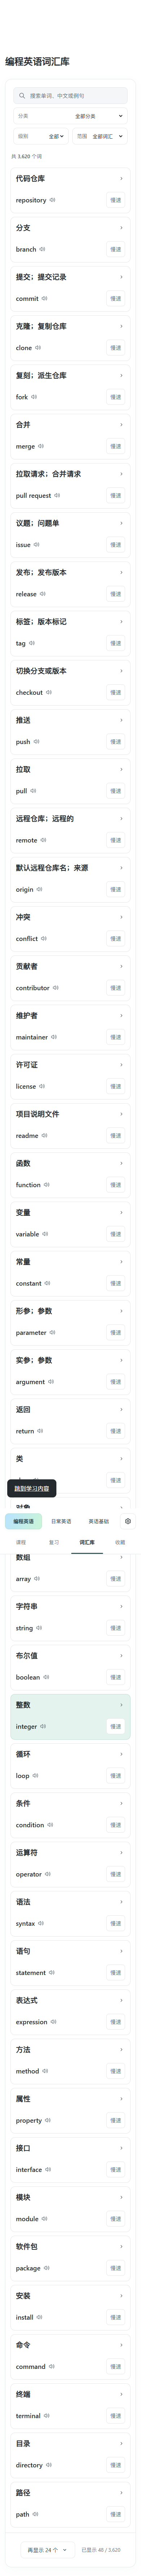 编程英语词汇库
搜索单词、中文或例句
分类 全部分类
级别 全部 范围 全部词汇
共 3,620 个词
代码仓库
repository 慢速
分支
branch 慢速
提交；提交记录
commit 慢速
克隆；复制仓库
clone 慢速
复刻；派生仓库
fork 慢速
合并
merge 慢速
拉取请求；合并请求
pull request 慢速
议题；问题单
issue 慢速
发布；发布版本
release 慢速
标签；版本标记
tag 慢速
切换分支或版本
checkout 慢速
推送
push 慢速
拉取
pull 慢速
远程仓库；远程的
remote 慢速
默认远程仓库名；来源
origin 慢速
冲突
conflict 慢速
贡献者
contributor 慢速
维护者
maintainer 慢速
许可证
license 慢速
项目说明文件
readme 慢速
函数
function 慢速
变量
variable 慢速
常量
constant 慢速
形参；参数
parameter 慢速
实参；参数
argument 慢速
返回
return 慢速
类
慢速
跳到学习内容
对象
编程英语 日常英语 英语基础
课程 复习 词汇库 收藏
数组
array 慢速
字符串
string 慢速
布尔值
boolean 慢速
整数
integer 慢速
循环
loop 慢速
条件
condition 慢速
运算符
operator 慢速
语法
syntax 慢速
语句
statement 慢速
表达式
expression 慢速
方法
method 慢速
属性
property 慢速
接口
interface 慢速
模块
module 慢速
软件包
package 慢速
安装
install 慢速
命令
command 慢速
终端
terminal 慢速
目录
directory 慢速
路径
path 慢速
再显示 24 个 已显示 48 / 3,620